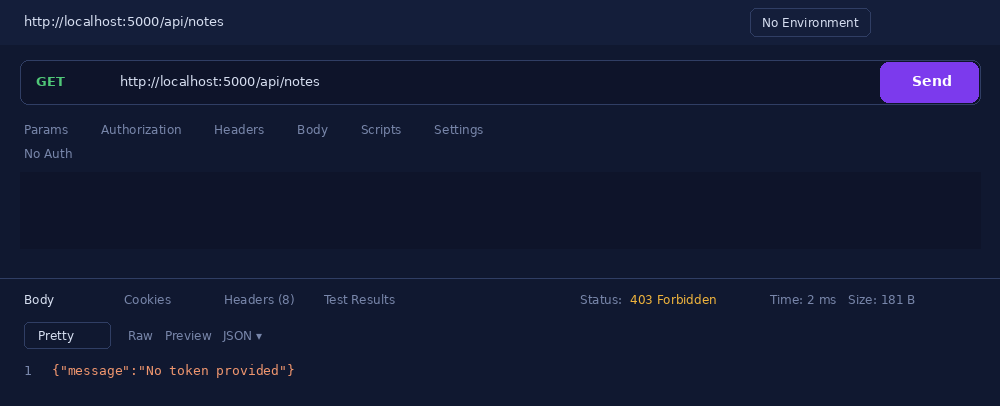 http://localhost:5000/api/notes No Environment
GET http://localhost:5000/api/notes Send
Params Authorization Headers Body Scripts Settings
No Auth
Body Cookies Headers (8) Test Results Status: 403 Forbidden Time: 2 ms Size: 181 B
Pretty Raw Preview JSON ▾
1 {"message":"No token provided"}